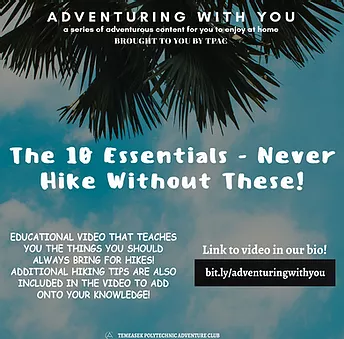 ADVENTURING WITH YOU
a series of adventurous content for you to enjoy at home
BROUGHT TO YOU BY TPAC
The 10 Essentials - Never
Hike Without These!
EDUCATIONAL VIDEO THAT TEACHES
YOU THE THINGS YOU SHOULD
ALWAYS BRING FOR HIKES!
ADDITIONAL HIKING TIPS ARE ALSO
INCLUDED IN THE VIDEO TO ADD
ONTO YOUR KNOWLEDGE!
Link to video in our bio!
bit.ly/adventuringwithyou
TEMEASEK POLYTECHNIC ADVENTURE CLUB